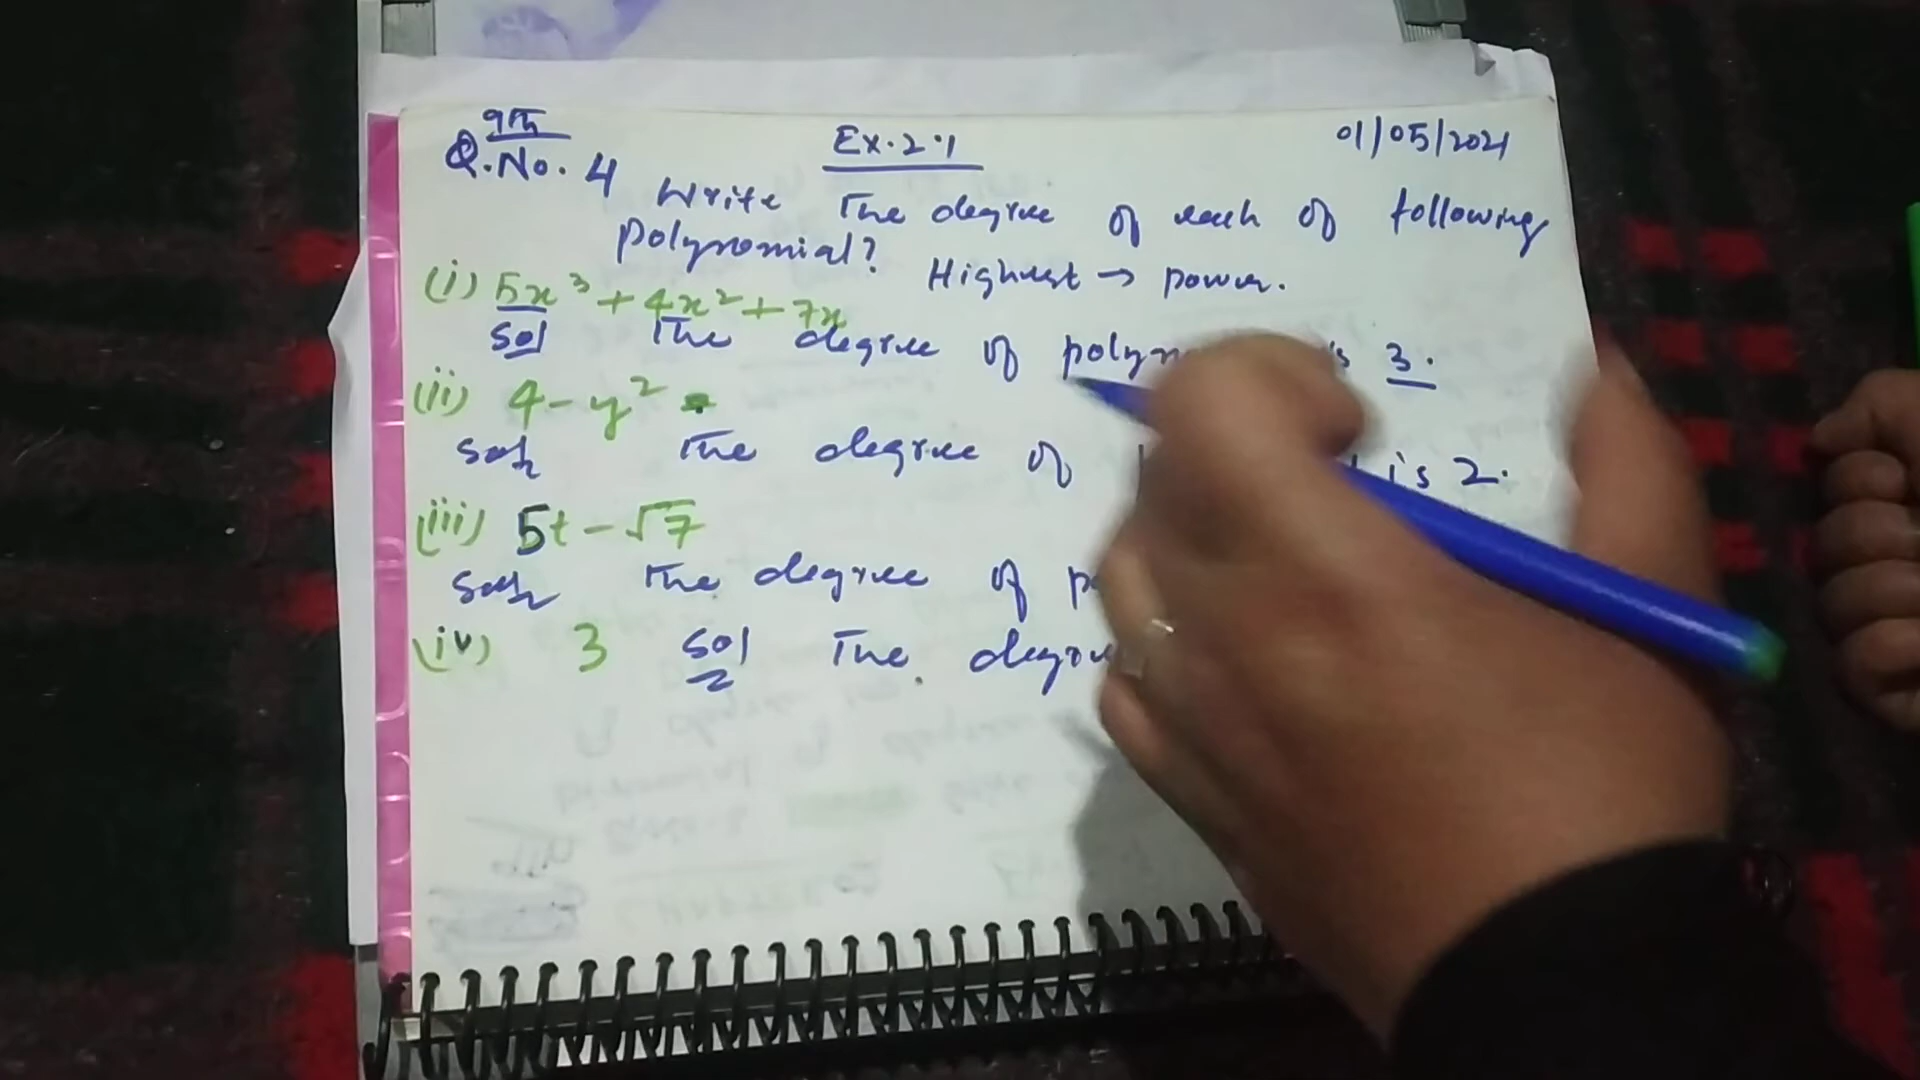 9th
Ex. 2.1
01/05/2021
Q.No. 4 Write The degree of each of following
polynomial? Highest → power.
(i) 5x³ + 4x² + 7x
Sol The degree of 3.
(ii) 4 - y²
Soln The degree of is 2.
(iii) 5t - √7
Soln The degree of
(iv) 3 Sol The